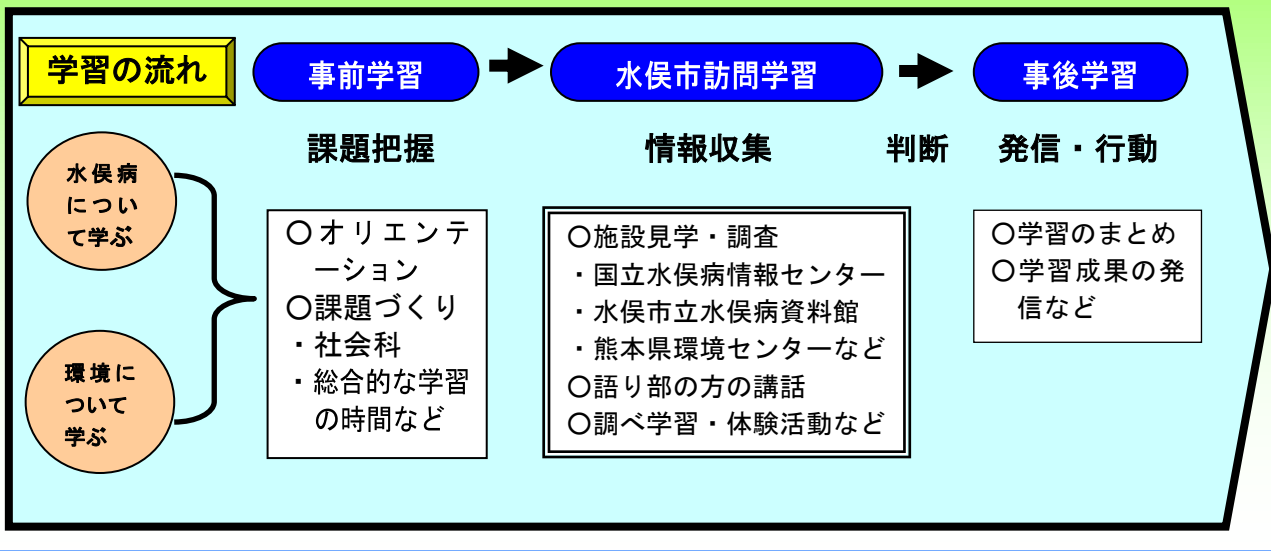 学習の流れ
事前学習
水俣市訪問学習
事後学習
課題把握
情報収集
判断
発信・行動
水俣病
につい
て学ぶ
環境に
ついて
学ぶ
〇オリエンテ
ーション
〇課題づくり
・社会科
・総合的な学習
の時間など
〇施設見学・調査
・国立水俣病情報センター
・水俣市立水俣病資料館
・熊本県環境センターなど
〇語り部の方の講話
〇調べ学習・体験活動など
〇学習のまとめ
〇学習成果の発
信など